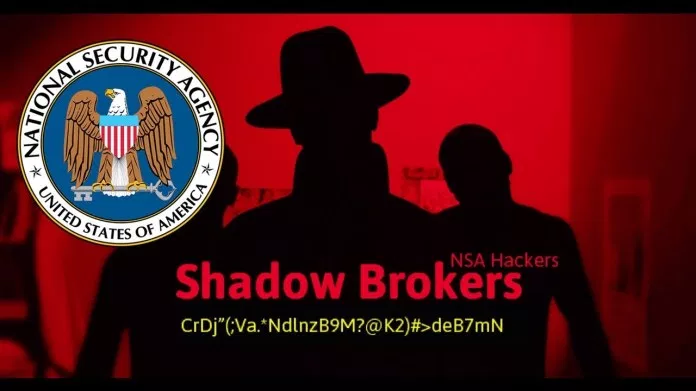 NATIONAL SECURITY AGENCY
UNITED STATES OF AMERICA
NSA Hackers
Shadow Brokers
CrDj"(;Va.*NdlnzB9M?@K2)#>deB7mN